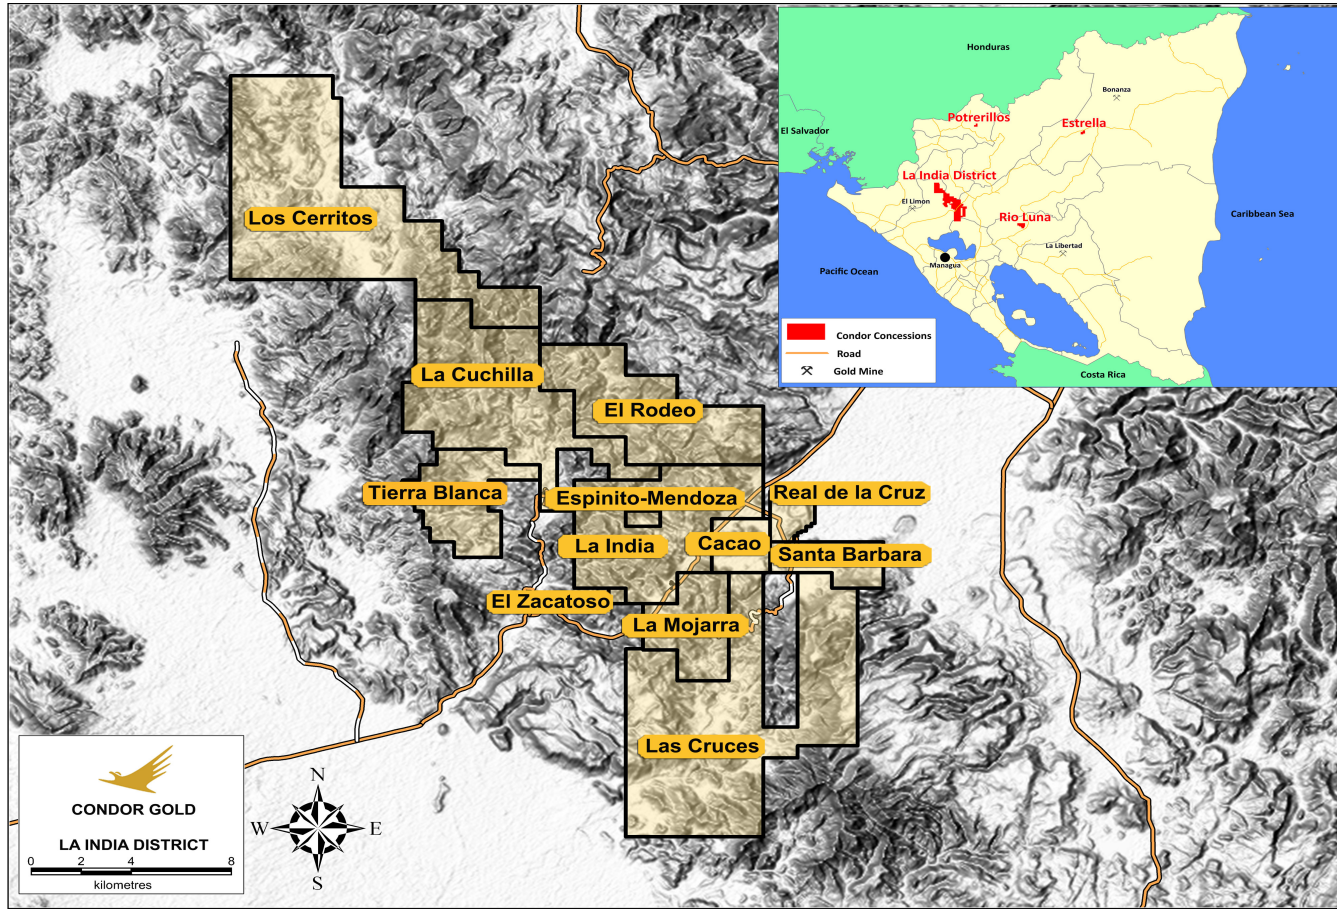 Honduras
Bonanza
Potrerillos
Estrella
El Salvador
La India District
El Limon
Rio Luna
Caribbean Sea
La Libertad
Managua
Pacific Ocean
Condor Concessions
Road
Gold Mine
Costa Rica
Los Cerritos
La Cuchilla
El Rodeo
Tierra Blanca
Espinito-Mendoza
Real de la Cruz
La India
Cacao
Santa Barbara
El Zacatoso
La Mojarra
Las Cruces
CONDOR GOLD
LA INDIA DISTRICT
0 2 4 8
kilometres
N
W E
S